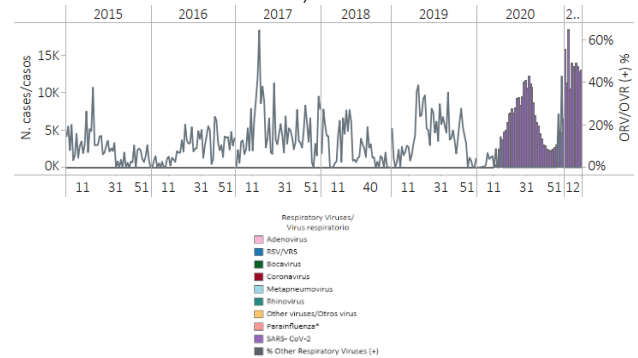 2015 2016 2017 2018 2019 2020 2..
15K 60%
10K 40%
5K 20%
0K 0%
N. cases/casos
ORV/OVR (+) %
11 31 51 11 31 51 11 31 51 11 40 11 31 51 11 31 51 12
Respiratory Viruses/
Virus respiratorio
Adenovirus
RSV/VRS
Bocavirus
Coronavirus
Metapneumovirus
Rhinovirus
Other viruses/Otros virus
Parainfluenza*
SARS- CoV-2
% Other Respiratory Viruses (+)